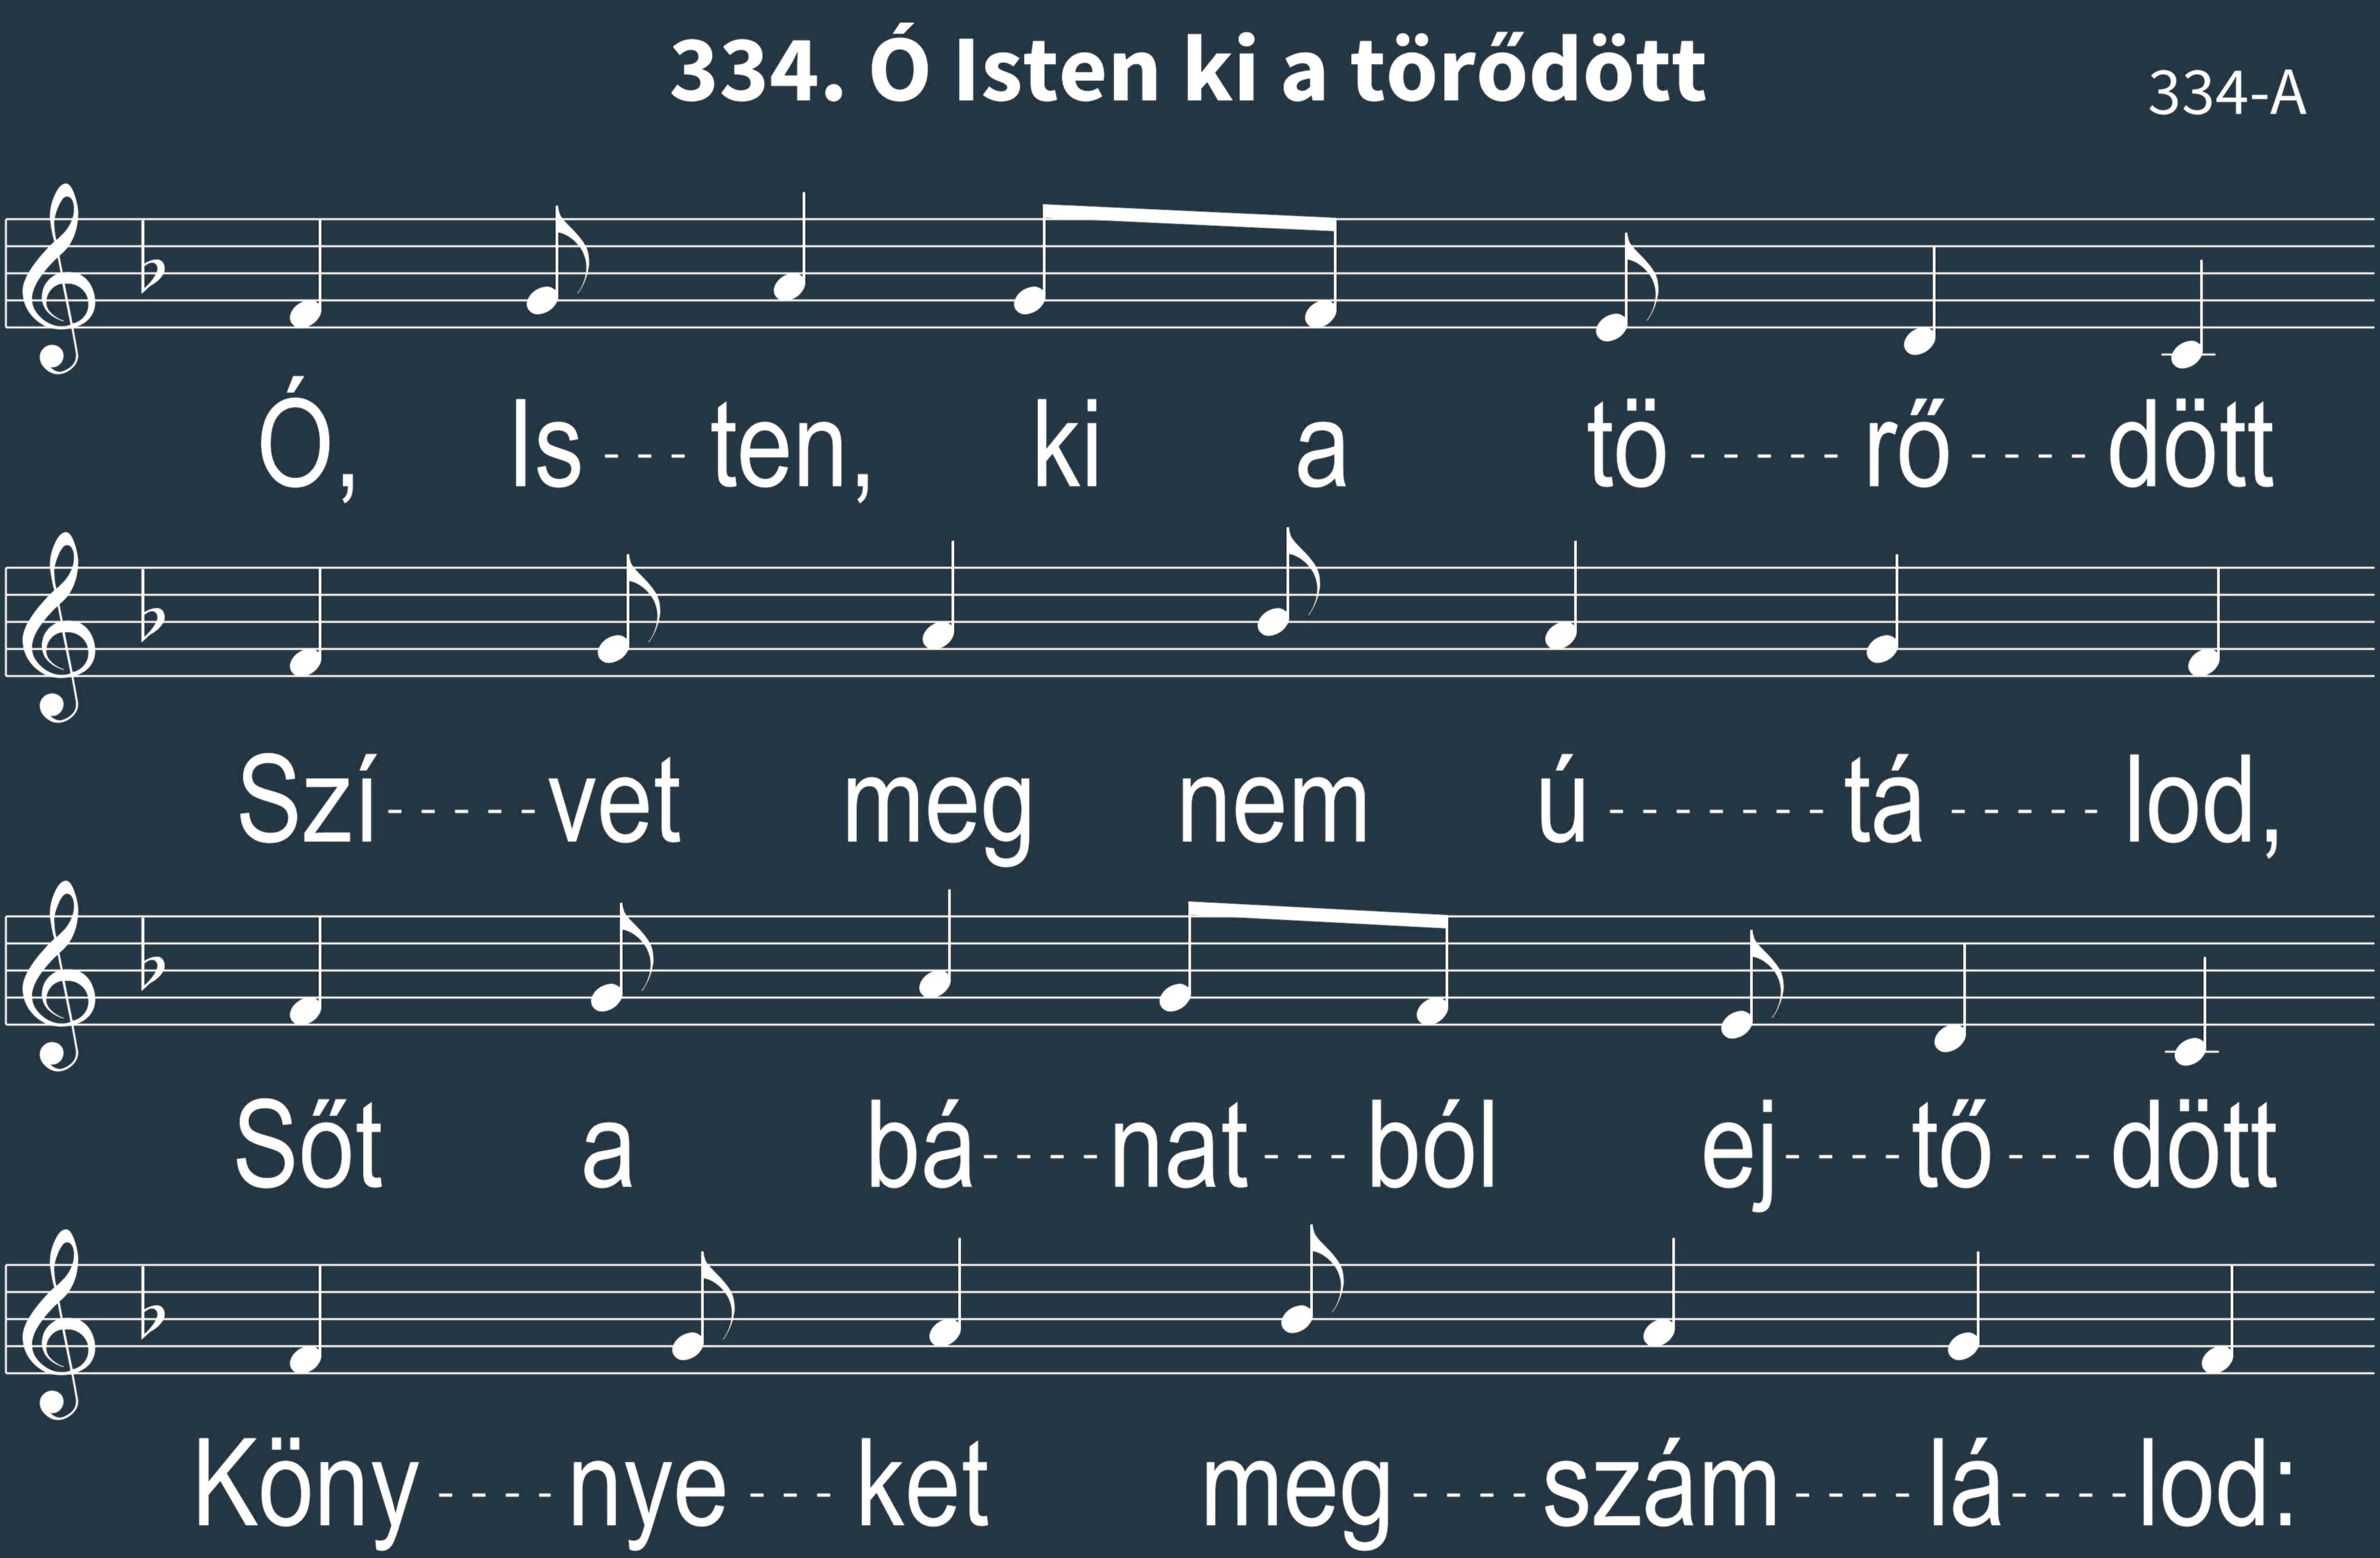 334. Ó Isten ki a törődött
334-A
Ó, Is---ten, ki a tö-----rő----dött
Szí-----vet meg nem ú-------tá-----lod,
Sőt a bá----nat---ból ej----tő---dött
Köny----nye---ket meg----szám----lá----lod: